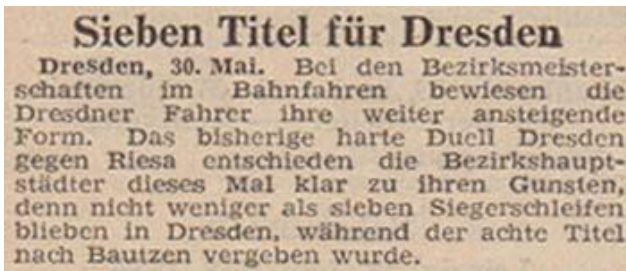 Sieben Titel für Dresden
Dresden, 30. Mai. Bei den Bezirksmeister-
schaften im Bahnfahren bewiesen die
Dresdner Fahrer ihre weiter ansteigende
Form. Das bisherige harte Duell Dresden
gegen Riesa entschieden die Bezirkshaupt-
städter dieses Mal klar zu ihren Gunsten,
denn nicht weniger als sieben Siegerschleifen
blieben in Dresden, während der achte Titel
nach Bautzen vergeben wurde.